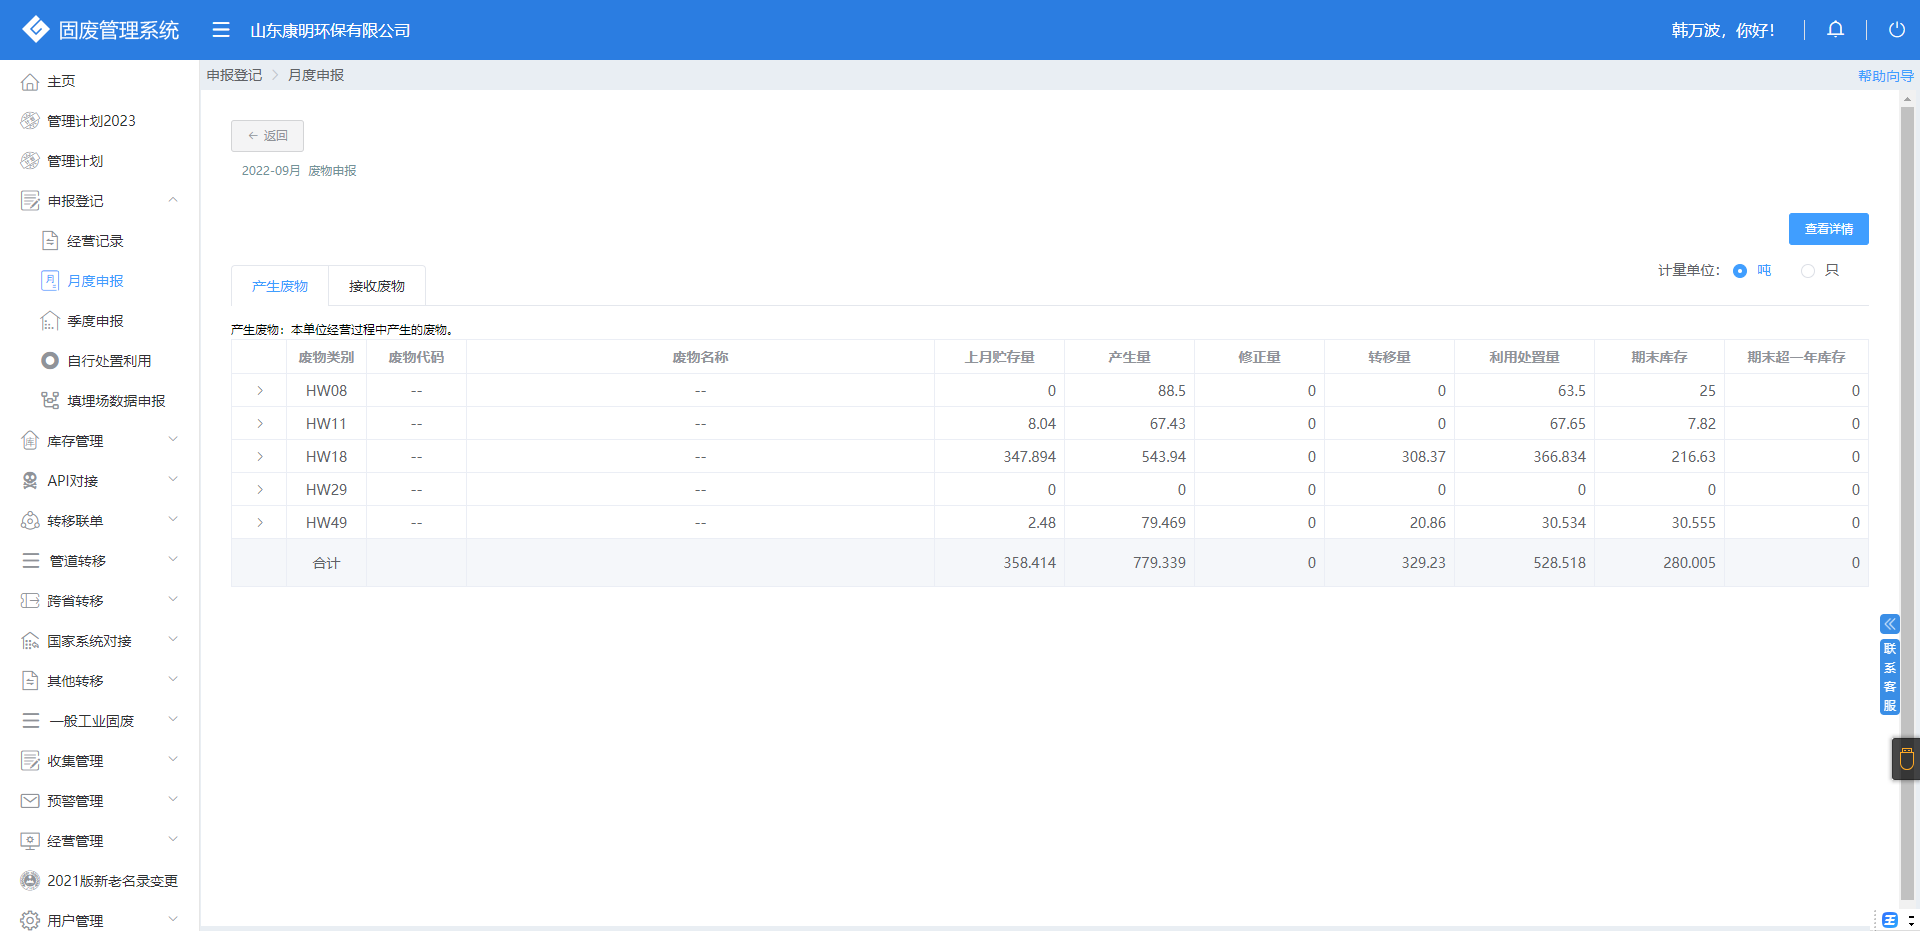 固废管理系统 山东康明环保有限公司 韩万波，你好！
申报登记 > 月度申报 帮助向导
主页
管理计划2023
管理计划
申报登记
经营记录
月度申报
季度申报
自行处置利用
填埋场数据申报
库存管理
API对接
转移联单
管道转移
跨省转移
国家系统对接
其他转移
一般工业固废
收集管理
预警管理
经营管理
2021版新老名录变更
用户管理
← 返回
2022-09月 废物申报
查看详情
计量单位： 吨 只
产生废物 接收废物
产生废物：本单位经营过程中产生的废物。
废物类别 废物代码 废物名称 上月贮存量 产生量 修正量 转移量 利用处置量 期末库存 期末超一年库存
HW08 -- -- 0 88.5 0 0 63.5 25 0
HW11 -- -- 8.04 67.43 0 0 67.65 7.82 0
HW18 -- -- 347.894 543.94 0 308.37 366.834 216.63 0
HW29 -- -- 0 0 0 0 0 0 0
HW49 -- -- 2.48 79.469 0 20.86 30.534 30.555 0
合计 358.414 779.339 0 329.23 528.518 280.005 0
联系客服